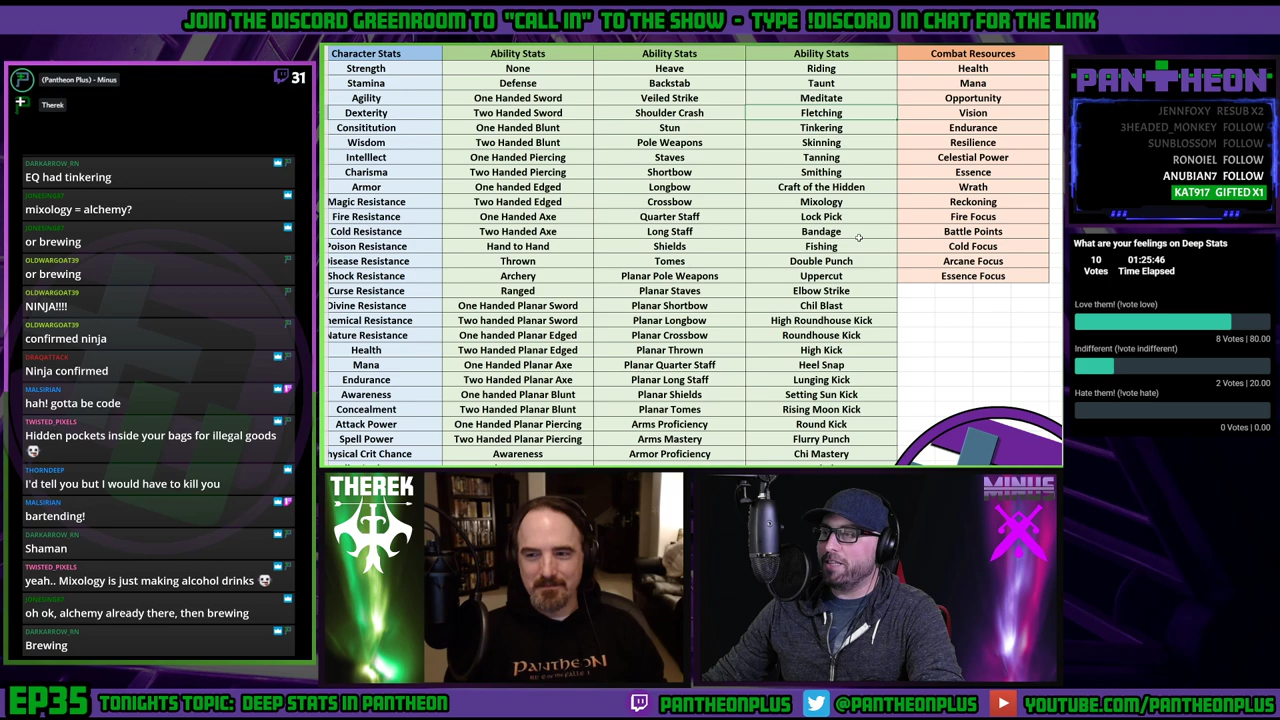 JOIN THE DISCORD GREENROOM TO "CALL IN" TO THE SHOW - TYPE !DISCORD IN CHAT FOR THE LINK
(Pantheon Plus) - Minus
31
Therek
DARKARROW_RN
EQ had tinkering
mixology = alchemy?
or brewing
OLDWARGOAT39
or brewing
OLDWARGOAT39
NINJA!!!!
OLDWARGOAT39
confirmed ninja
DRAQATTACK
Ninja confirmed
MALSIRIAN
hah! gotta be code
TWISTED_PIXELS
Hidden pockets inside your bags for illegal goods
THORNDEEP
I'd tell you but I would have to kill you
MALSIRIAN
bartending!
DARKARROW_RN
Shaman
TWISTED_PIXELS
yeah.. Mixology is just making alcohol drinks
oh ok, alchemy already there, then brewing
DARKARROW_RN
Brewing
Character Stats Ability Stats Ability Stats Ability Stats Combat Resources
Strength None Heave Riding Health
Stamina Defense Backstab Taunt Mana
Agility One Handed Sword Veiled Strike Meditate Opportunity
Dexterity Two Handed Sword Shoulder Crash Fletching Vision
Consititution One Handed Blunt Stun Tinkering Endurance
Wisdom Two Handed Blunt Pole Weapons Skinning Resilience
Intelllect One Handed Piercing Staves Tanning Celestial Power
Charisma Two Handed Piercing Shortbow Smithing Essence
Armor One handed Edged Longbow Craft of the Hidden Wrath
Magic Resistance Two Handed Edged Crossbow Mixology Reckoning
Fire Resistance One Handed Axe Quarter Staff Lock Pick Fire Focus
Cold Resistance Two Handed Axe Long Staff Bandage Battle Points
Poison Resistance Hand to Hand Shields Fishing Cold Focus
Disease Resistance Thrown Tomes Double Punch Arcane Focus
Shock Resistance Archery Planar Pole Weapons Uppercut Essence Focus
Curse Resistance Ranged Planar Staves Elbow Strike
Divine Resistance One Handed Planar Sword Planar Shortbow Chil Blast
hemical Resistance Two handed Planar Sword Planar Longbow High Roundhouse Kick
Nature Resistance One handed Planar Edged Planar Crossbow Roundhouse Kick
Health Two Handed Planar Edged Planar Thrown High Kick
Mana One Handed Planar Axe Planar Quarter Staff Heel Snap
Endurance Two Handed Planar Axe Planar Long Staff Lunging Kick
Awareness One handed Planar Blunt Planar Shields Setting Sun Kick
Concealment Two Handed Planar Blunt Planar Tomes Rising Moon Kick
Attack Power One Handed Planar Piercing Arms Proficiency Round Kick
Spell Power Two Handed Planar Piercing Arms Mastery Flurry Punch
hysical Crit Chance Awareness Armor Proficiency Chi Mastery
PANTHEON
JENNFOXY RESUB X2
3HEADED_MONKEY FOLLOW
SUNBLOSSOM FOLLOW
RONOIEL FOLLOW
ANUBIAN7 FOLLOW
KAT917 GIFTED X1
What are your feelings on Deep Stats
10 01:25:46
Votes Time Elapsed
Love them! (!vote love)
8 Votes | 80.00
Indifferent (!vote indifferent)
2 Votes | 20.00
Hate them! (!vote hate)
0 Votes | 0.00
THEREK
MINUS
PANTHEON
EP35 TONIGHTS TOPIC: DEEP STATS IN PANTHEON
PANTHEONPLUS
@PANTHEONPLUS
YOUTUBE.COM/PANTHEONPLUS